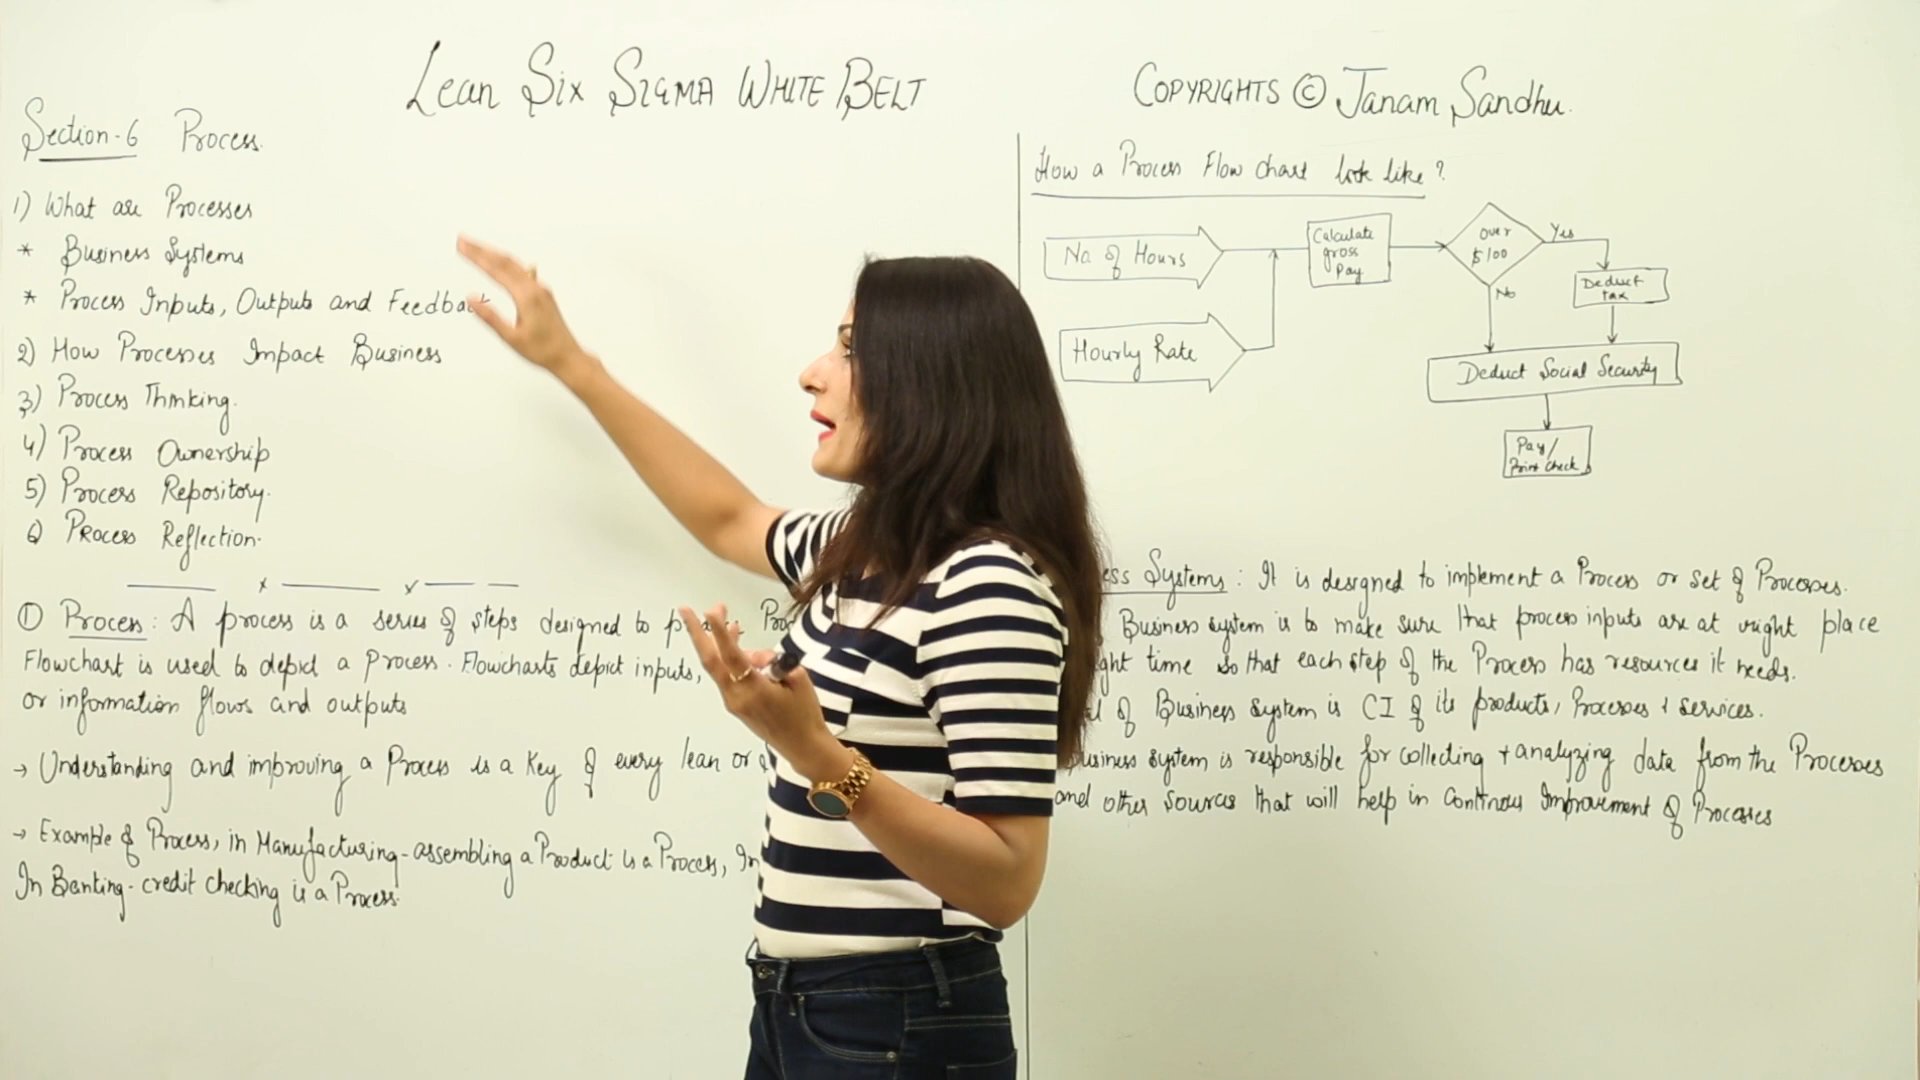 Lean Six Sigma White Belt
Copyrights © Janam Sandhu.
Section-6 Process.
1) What are Processes
* Business Systems
* Process Inputs, Outputs and Feedback
2) How Processes Impact Business
3) Process Thinking.
4) Process Ownership
5) Process Repository.
6) Process Reflection.
① Process: A process is a series of steps designed to
Flowchart is used to depict a Process. Flowcharts depict inputs,
or information flows and outputs
→ Understanding and improving a Process is a Key of every lean or
→ Example of Process, in Manufacturing - assembling a Product is a Process, In
In Banking - credit checking is a Process.
How a Process Flow chart look like?
No of Hours
Hourly Rate
Calculate
gross
Pay
Over
$100
Yes
No
Deduct
tax
Deduct Social Security
Pay/
Print check
Systems: It is designed to implement a Process or set of Processes.
Business system is to make sure that process inputs are at right place
time so that each step of the Process has resources it needs.
of Business system is CI of its products, Processes & services.
Business system is responsible for collecting + analyzing data from the Processes
and other sources that will help in Continous Improvement of Processes